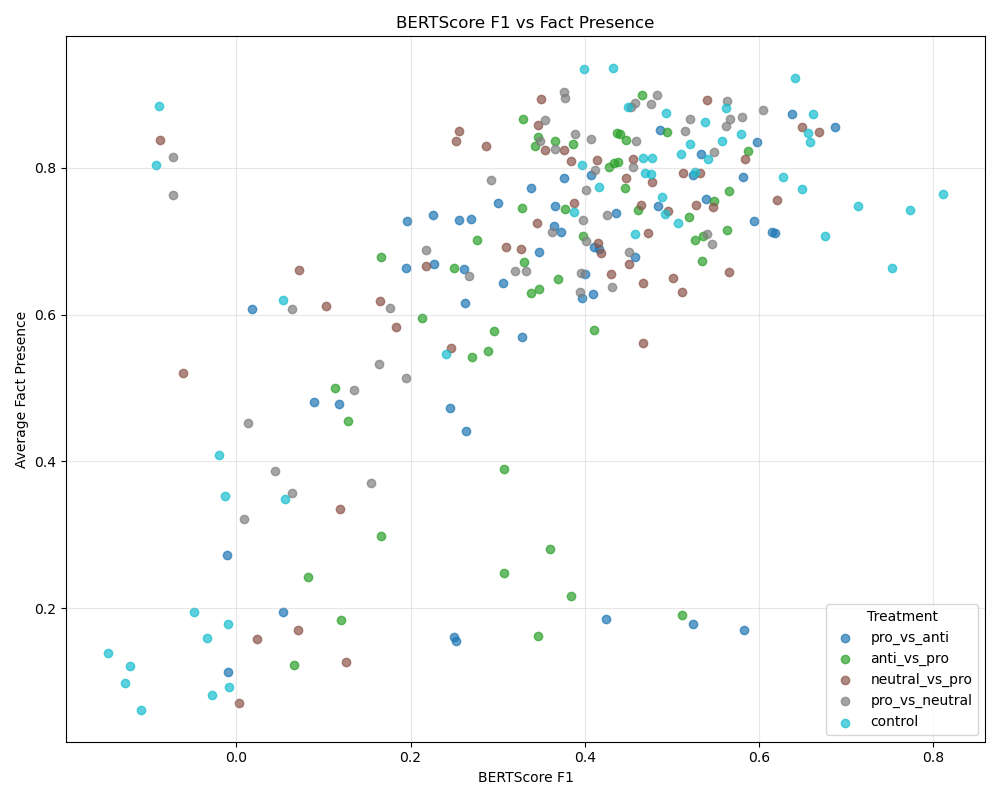 BERTScore F1 vs Fact Presence
Average Fact Presence
0.8
0.6
0.4
0.2
0.0
0.2
0.4
0.6
0.8
BERTScore F1
Treatment
pro_vs_anti
anti_vs_pro
neutral_vs_pro
pro_vs_neutral
control